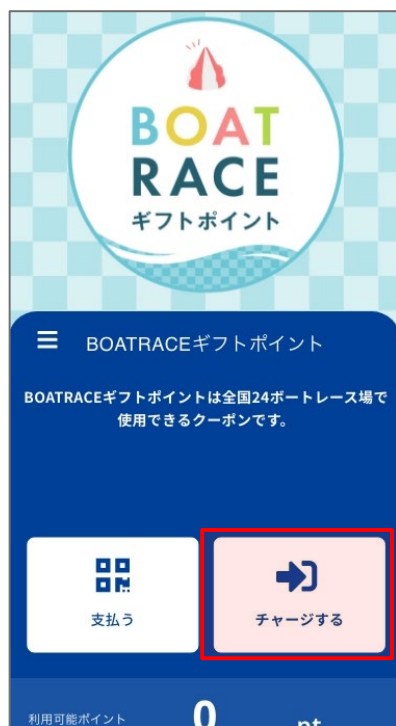 BOAT
RACE
ギフトポイント
BOATRACEギフトポイント
BOATRACEギフトポイントは全国24ボートレース場で
使用できるクーポンです。
支払う
チャージする
利用可能ポイント
0
pt